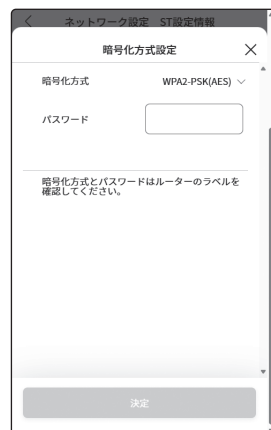 ネットワーク設定　ST設定情報
暗号化方式設定
暗号化方式 WPA2-PSK(AES)
パスワード
暗号化方式とパスワードはルーターのラベルを
確認してください。
決定